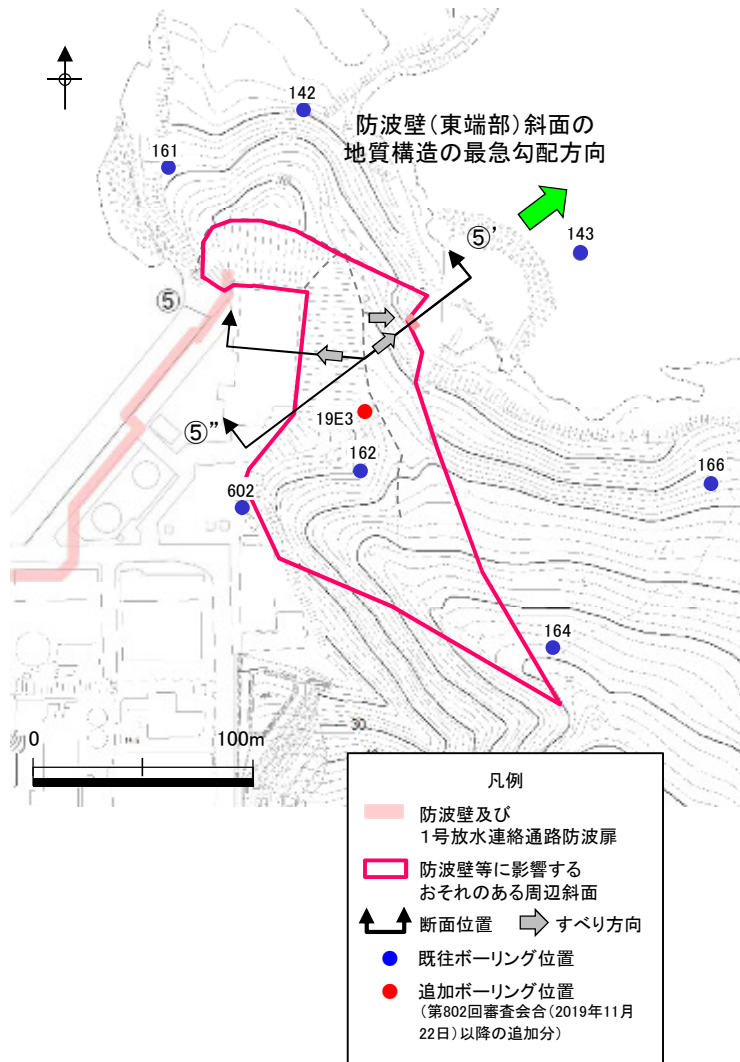 142
防波壁(東端部)斜面の
地質構造の最急勾配方向
161
143
⑤'
⑤
19E3
⑤"
162
166
602
164
30
0 100m
凡例
防波壁及び
1号放水連絡通路防波扉
防波壁等に影響する
おそれのある周辺斜面
断面位置 すべり方向
既往ボーリング位置
追加ボーリング位置
(第802回審査会合(2019年11月
22日)以降の追加分)